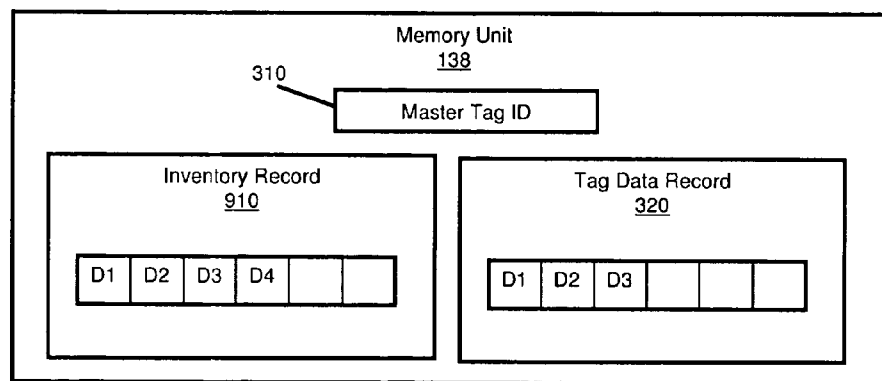 Memory Unit
138
310
Master Tag ID
Inventory Record
910
D1 D2 D3 D4
Tag Data Record
320
D1 D2 D3